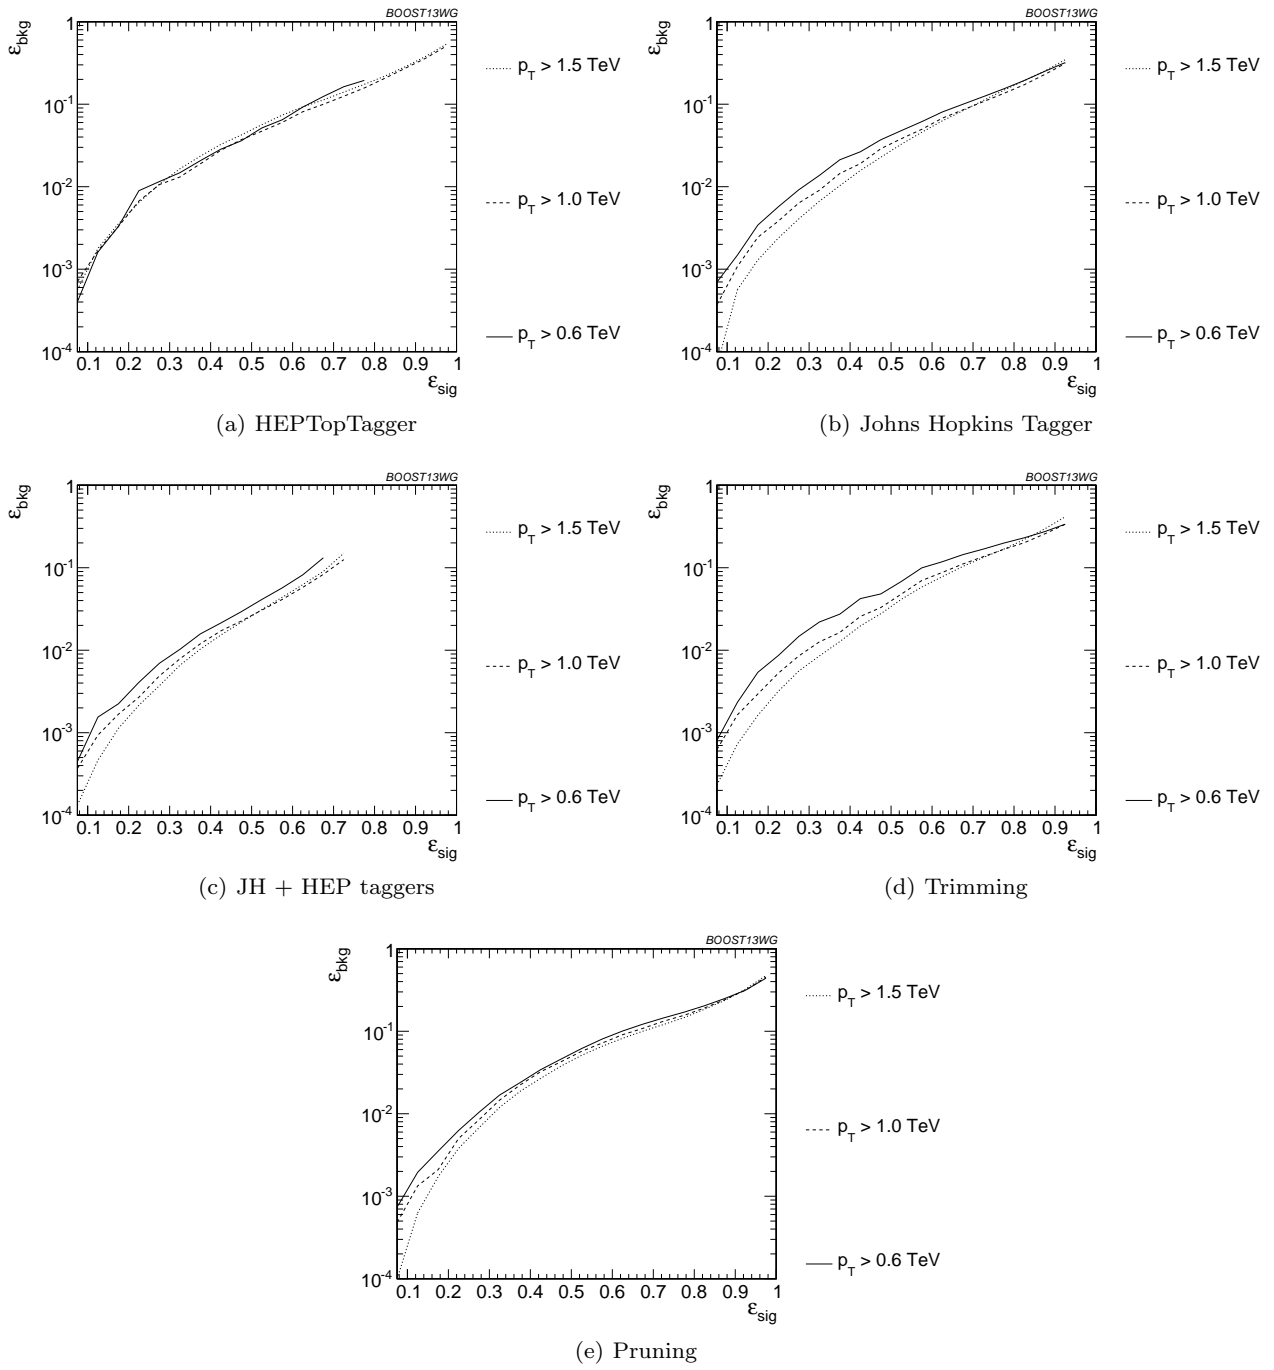 BOOST13WG
ε_bkg
1
10^-1
10^-2
10^-3
10^-4
0.1 0.2 0.3 0.4 0.5 0.6 0.7 0.8 0.9 1
ε_sig
p_T > 1.5 TeV
p_T > 1.0 TeV
p_T > 0.6 TeV
(a) HEPTopTagger
BOOST13WG
ε_bkg
1
10^-1
10^-2
10^-3
10^-4
0.1 0.2 0.3 0.4 0.5 0.6 0.7 0.8 0.9 1
ε_sig
p_T > 1.5 TeV
p_T > 1.0 TeV
p_T > 0.6 TeV
(b) Johns Hopkins Tagger
BOOST13WG
ε_bkg
1
10^-1
10^-2
10^-3
10^-4
0.1 0.2 0.3 0.4 0.5 0.6 0.7 0.8 0.9 1
ε_sig
p_T > 1.5 TeV
p_T > 1.0 TeV
p_T > 0.6 TeV
(c) JH + HEP taggers
BOOST13WG
ε_bkg
1
10^-1
10^-2
10^-3
10^-4
0.1 0.2 0.3 0.4 0.5 0.6 0.7 0.8 0.9 1
ε_sig
p_T > 1.5 TeV
p_T > 1.0 TeV
p_T > 0.6 TeV
(d) Trimming
BOOST13WG
ε_bkg
1
10^-1
10^-2
10^-3
10^-4
0.1 0.2 0.3 0.4 0.5 0.6 0.7 0.8 0.9 1
ε_sig
p_T > 1.5 TeV
p_T > 1.0 TeV
p_T > 0.6 TeV
(e) Pruning